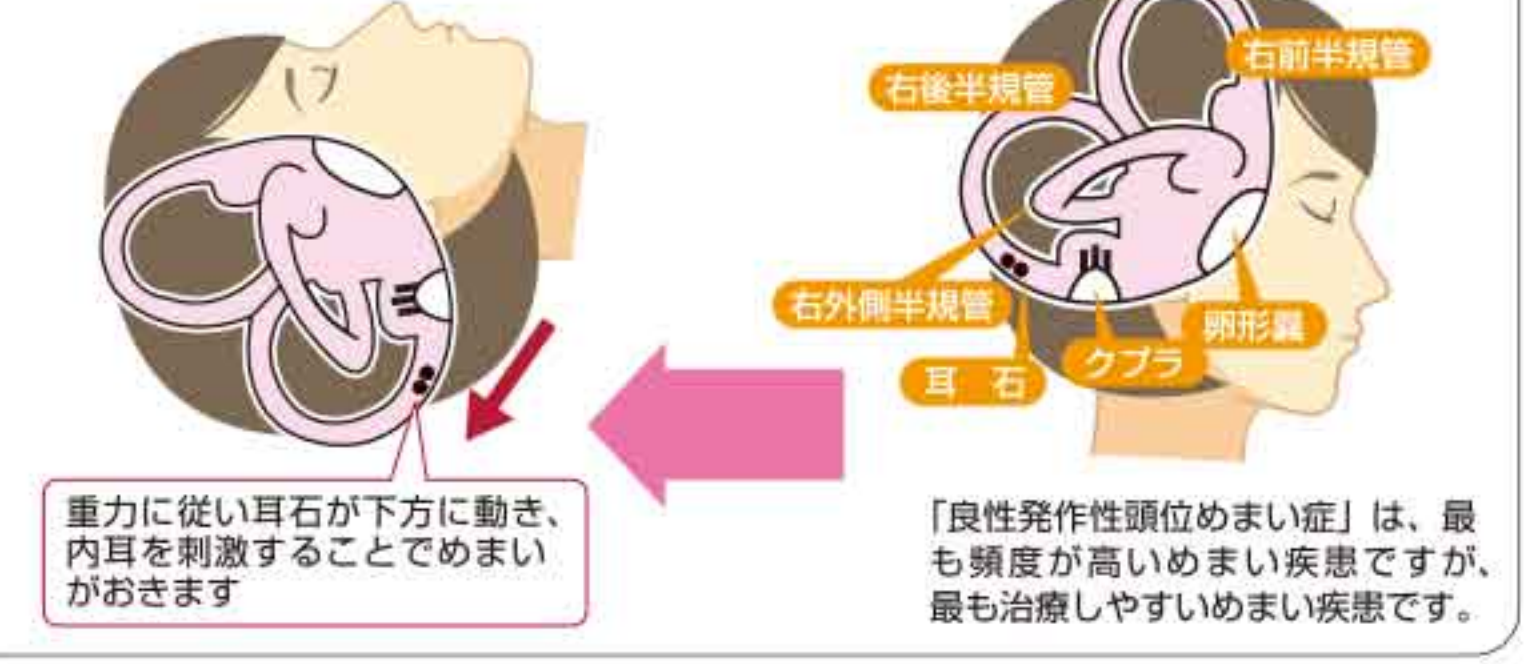 右前半規管
右後半規管
右外側半規管
卵形嚢
クプラ
耳　石
重力に従い耳石が下方に動き、
内耳を刺激することでめまい
がおきます
「良性発作性頭位めまい症」は、最
も頻度が高いめまい疾患ですが、
最も治療しやすいめまい疾患です。